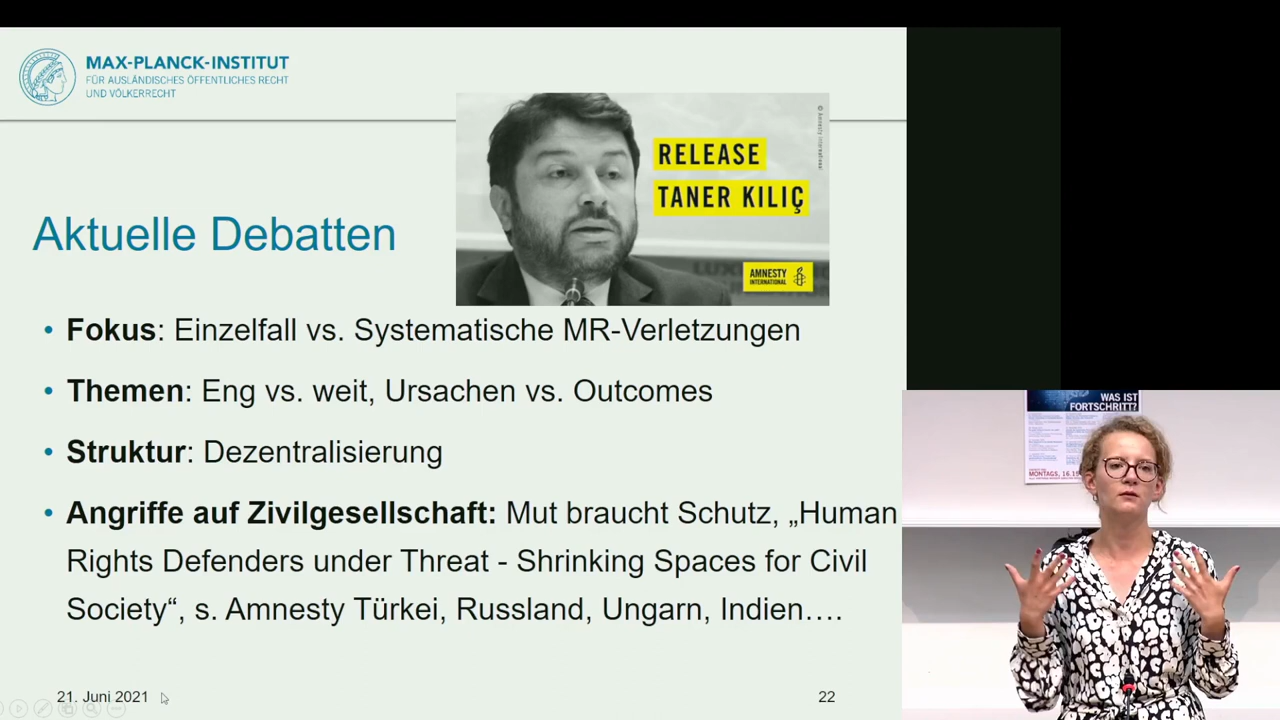 MAX-PLANCK-INSTITUT
FÜR AUSLÄNDISCHES ÖFFENTLICHES RECHT
UND VÖLKERRECHT
© Amnesty International
RELEASE
TANER KILIÇ
AMNESTY
INTERNATIONAL
Aktuelle Debatten
• Fokus: Einzelfall vs. Systematische MR-Verletzungen
• Themen: Eng vs. weit, Ursachen vs. Outcomes
• Struktur: Dezentralisierung
• Angriffe auf Zivilgesellschaft: Mut braucht Schutz, „Human
Rights Defenders under Threat - Shrinking Spaces for Civil
Society“, s. Amnesty Türkei, Russland, Ungarn, Indien….
21. Juni 2021
22
WAS IST
FORTSCHRITT?